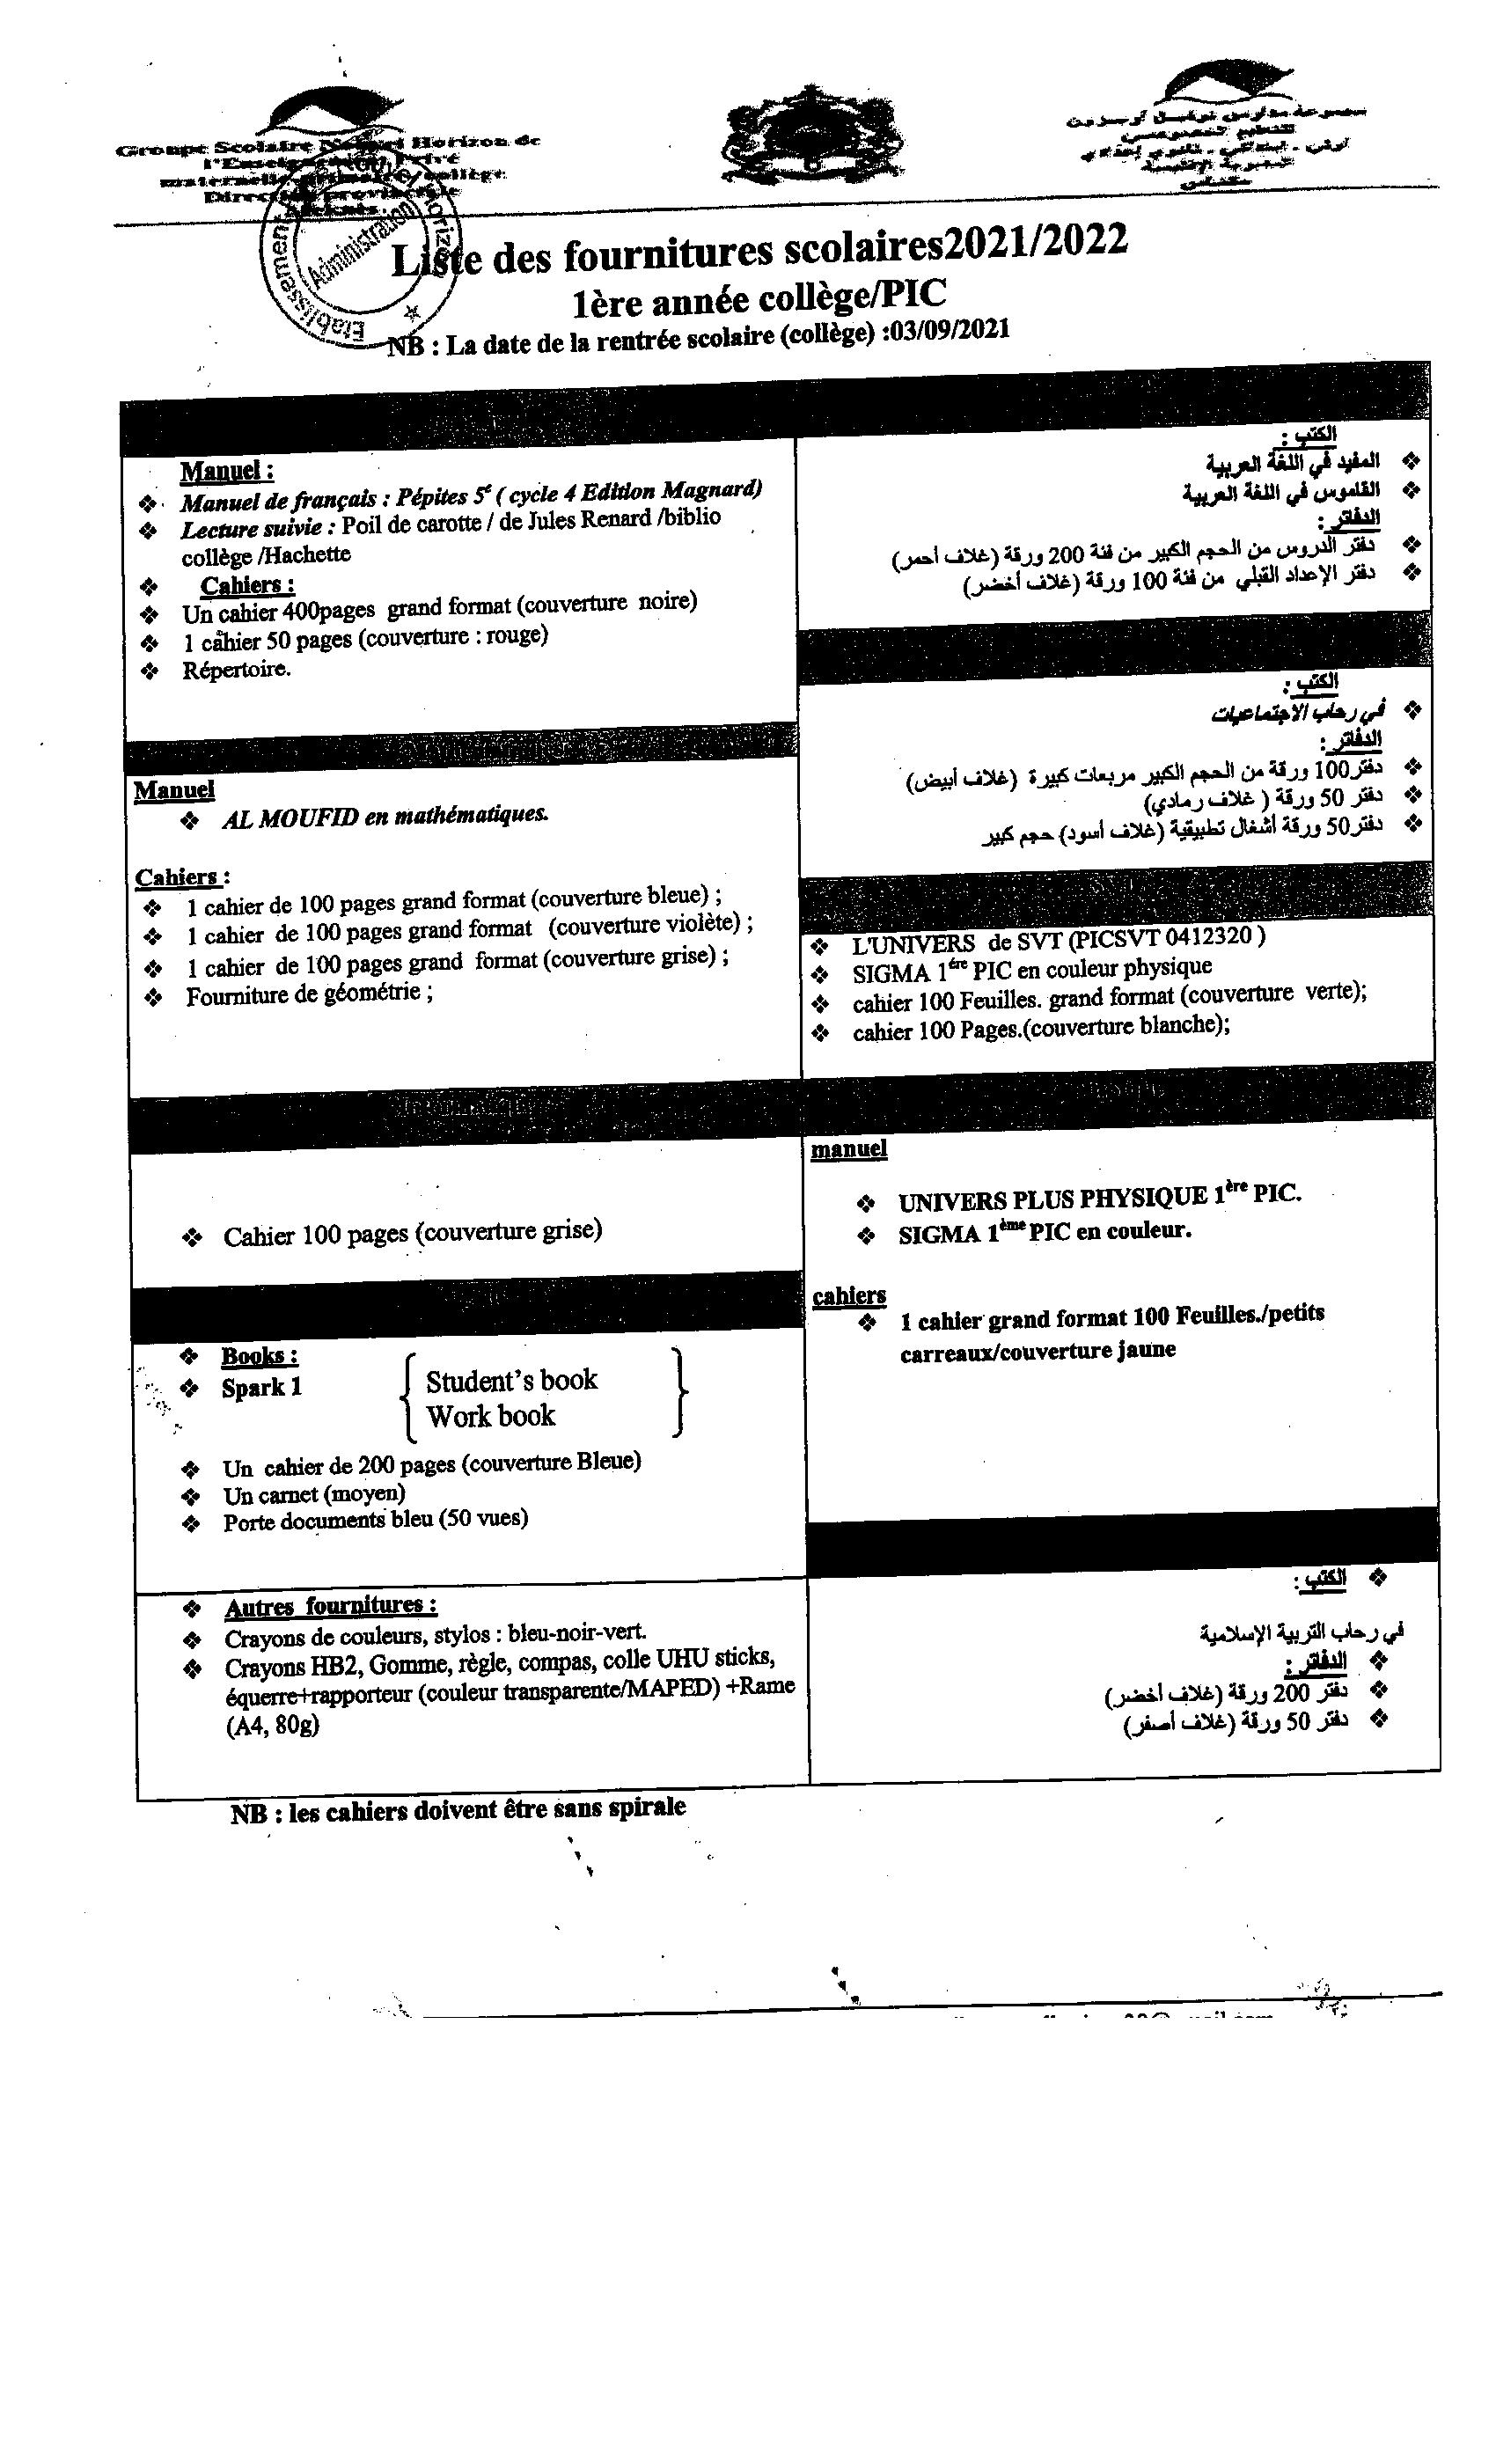 Groupe Scolaire Horizon de
l'Enseignement Privé
maternelle collège
Direction provinciale
Etablissement
Administration
Liste des fournitures scolaires2021/2022
1ère année collège/PIC
NB : La date de la rentrée scolaire (collège) :03/09/2021
Manuel :
❖ Manuel de français : Pépites 5e ( cycle 4 Edition Magnard)
❖ Lecture suivie : Poil de carotte / de Jules Renard /biblio
collège /Hachette
❖ Cahiers :
❖ Un cahier 400pages grand format (couverture noire)
❖ 1 cahier 50 pages (couverture : rouge)
❖ Répertoire.
الكتب :
❖ المفيد في اللغة العربية
❖ القاموس في اللغة العربية
الدفاتر :
❖ دفتر الدروس من الحجم الكبير من فئة 200 ورقة (غلاف أحمر)
❖ دفتر الإعداد القبلي من فئة 100 ورقة (غلاف أخضر)
الكتب :
❖ في رحاب الاجتماعيات
الدفاتر :
❖ دفتر100 ورقة من الحجم الكبير مربعات كبيرة (غلاف أبيض)
❖ دفتر 50 ورقة ( غلاف رمادي)
❖ دفتر50 ورقة أشغال تطبيقية (غلاف أسود) حجم كبير
Manuel
❖ AL MOUFID en mathématiques.
Cahiers :
❖ 1 cahier de 100 pages grand format (couverture bleue) ;
❖ 1 cahier de 100 pages grand format (couverture violète) ;
❖ 1 cahier de 100 pages grand format (couverture grise) ;
❖ Fourniture de géométrie ;
❖ L'UNIVERS de SVT (PICSVT 0412320 )
❖ SIGMA 1ére PIC en couleur physique
❖ cahier 100 Feuilles. grand format (couverture verte);
❖ cahier 100 Pages.(couverture blanche);
❖ Cahier 100 pages (couverture grise)
manuel
❖ UNIVERS PLUS PHYSIQUE 1ère PIC.
❖ SIGMA 1ème PIC en couleur.
cahiers
❖ 1 cahier grand format 100 Feuilles./petits
carreaux/couverture jaune
❖ Books :
❖ Spark 1 { Student's book
Work book }
❖ Un cahier de 200 pages (couverture Bleue)
❖ Un carnet (moyen)
❖ Porte documents bleu (50 vues)
❖ Autres fournitures :
❖ Crayons de couleurs, stylos : bleu-noir-vert.
❖ Crayons HB2, Gomme, règle, compas, colle UHU sticks,
équerre+rapporteur (couleur transparente/MAPED) +Rame
(A4, 80g)
❖ الكتب :
في رحاب التربية الإسلامية
❖ الدفاتر :
❖ دفتر 200 ورقة (غلاف أخضر)
❖ دفتر 50 ورقة (غلاف أصفر)
NB : les cahiers doivent être sans spirale